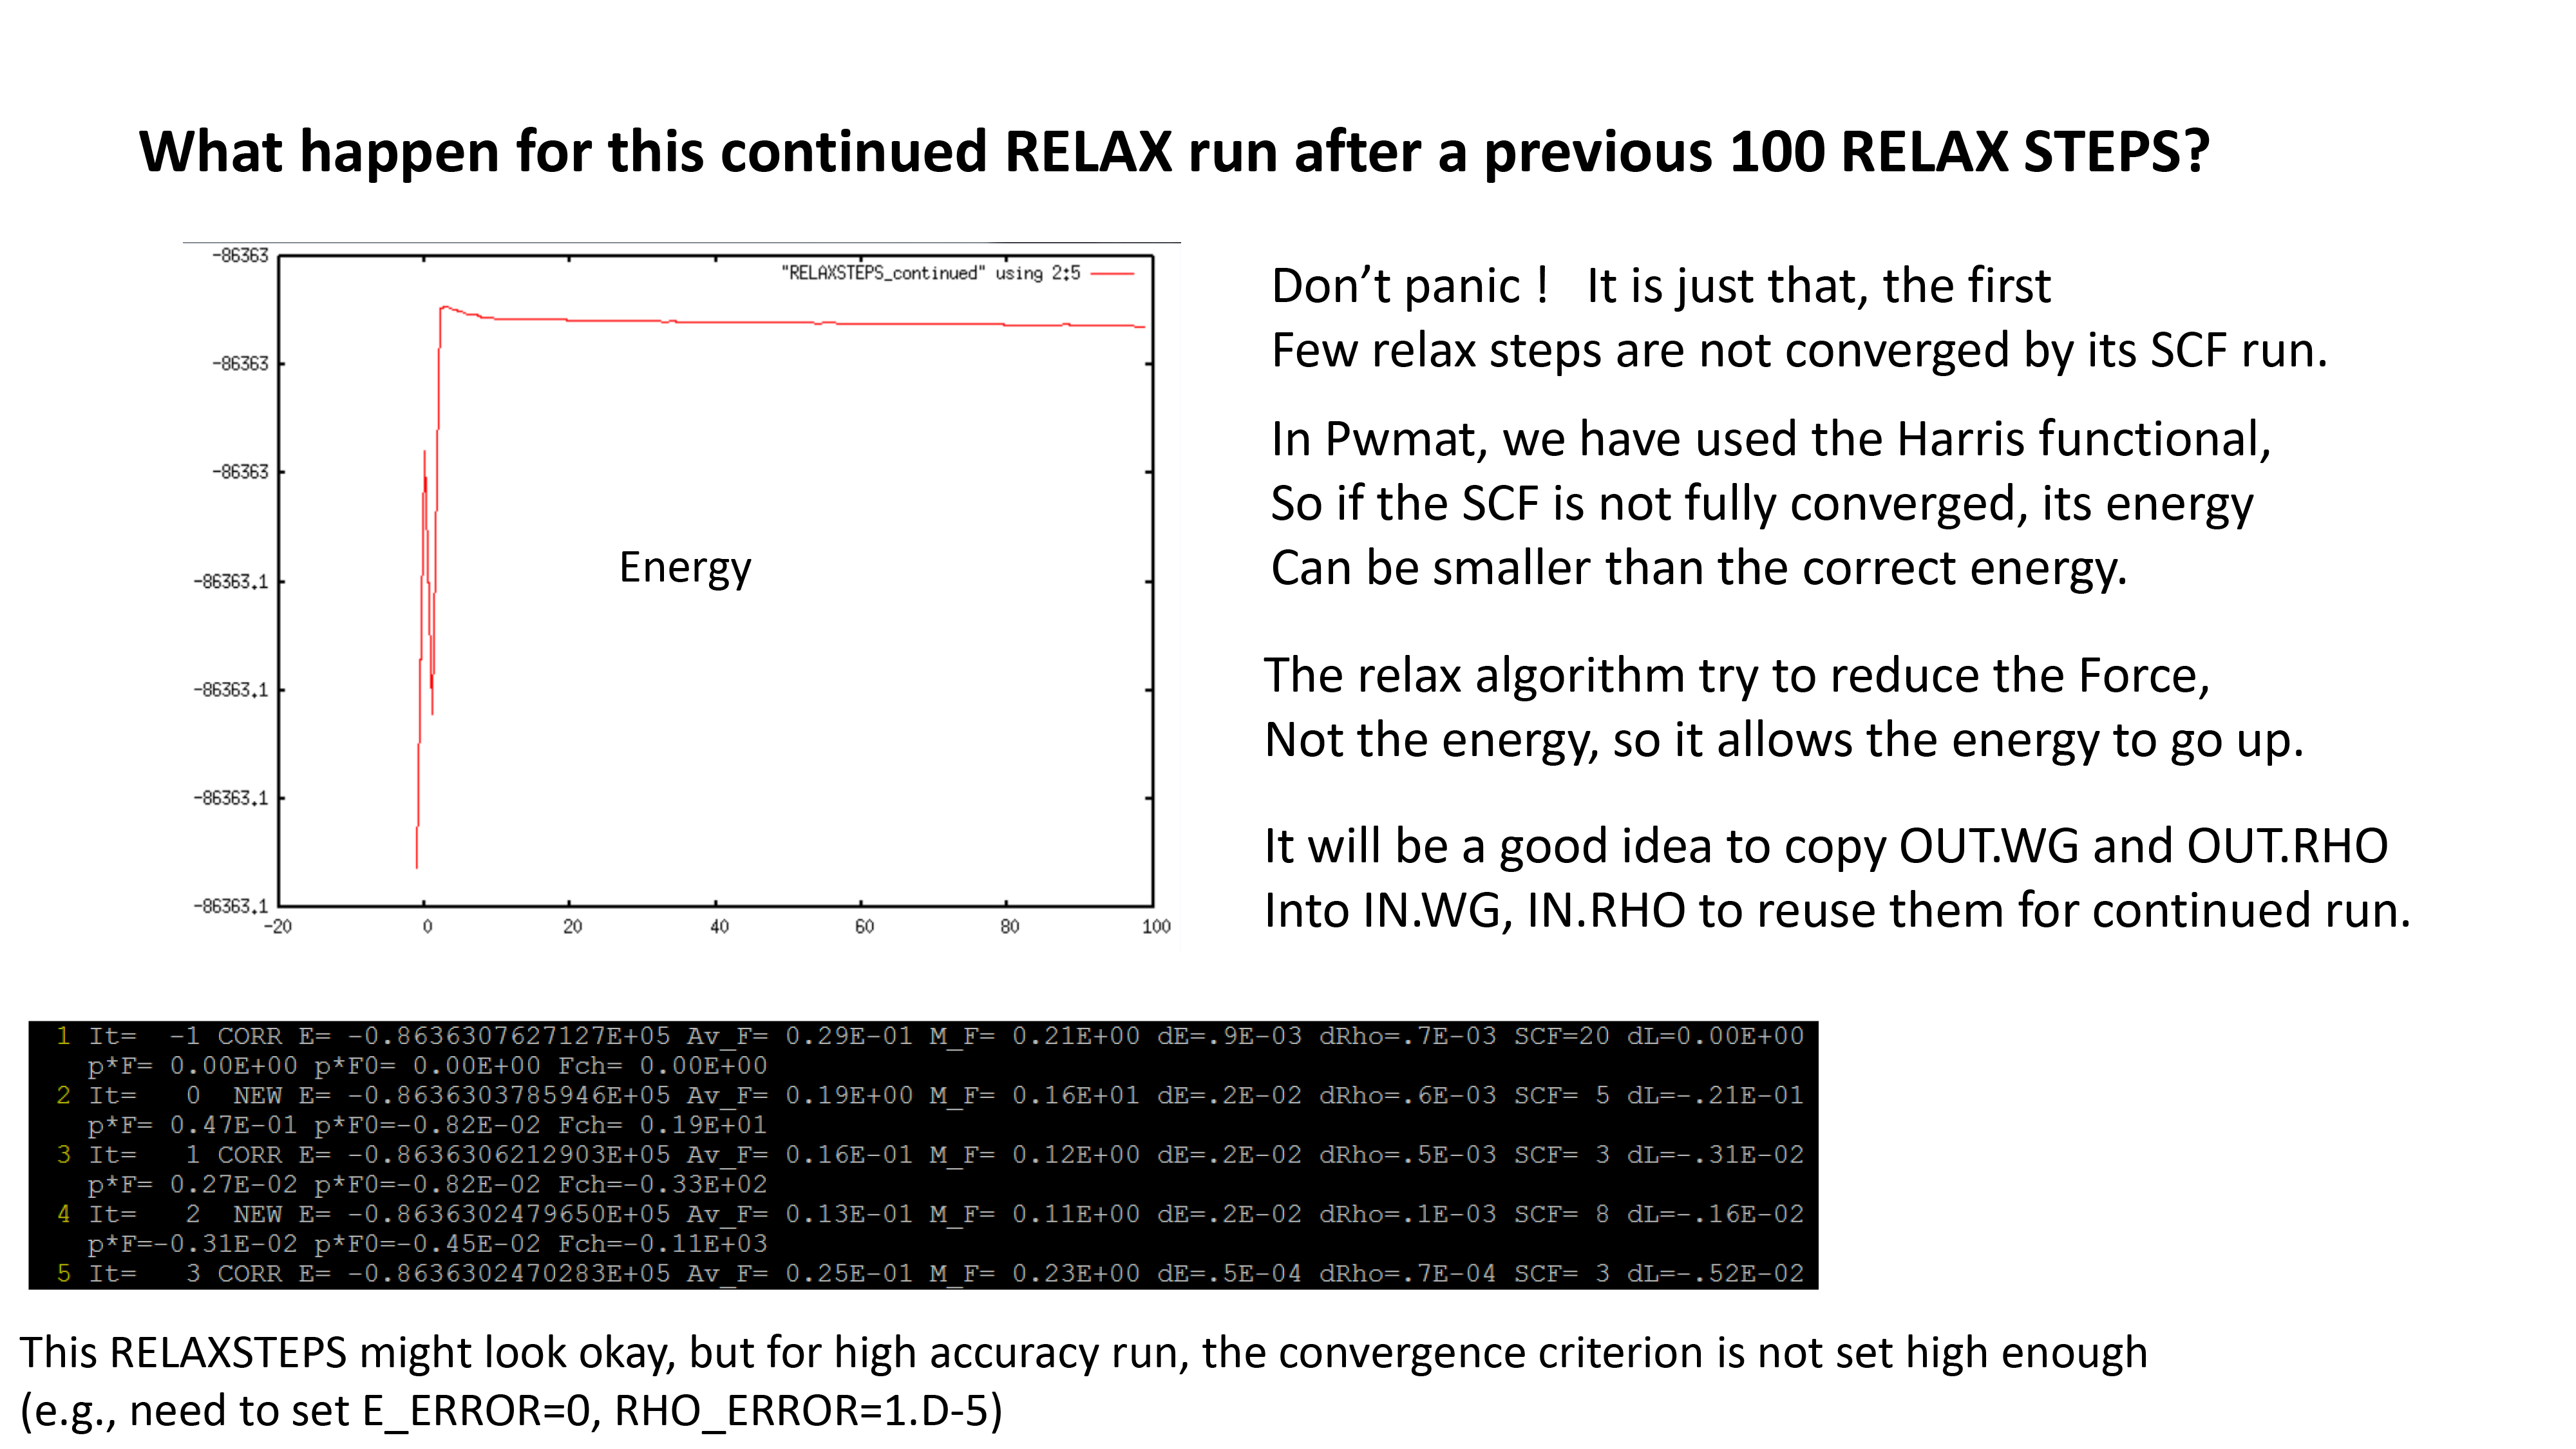 What happen for this continued RELAX run after a previous 100 RELAX STEPS?
-86363
-86363
-86363
-86363.1
-86363.1
-86363.1
-86363.1
"RELAXSTEPS_continued" using 2:5
Energy
-20 0 20 40 60 80 100
Don’t panic ! It is just that, the first
Few relax steps are not converged by its SCF run.
In Pwmat, we have used the Harris functional,
So if the SCF is not fully converged, its energy
Can be smaller than the correct energy.
The relax algorithm try to reduce the Force,
Not the energy, so it allows the energy to go up.
It will be a good idea to copy OUT.WG and OUT.RHO
Into IN.WG, IN.RHO to reuse them for continued run.
1 It= -1 CORR E= -0.8636307627127E+05 Av_F= 0.29E-01 M_F= 0.21E+00 dE=.9E-03 dRho=.7E-03 SCF=20 dL=0.00E+00
p*F= 0.00E+00 p*F0= 0.00E+00 Fch= 0.00E+00
2 It= 0 NEW E= -0.8636303785946E+05 Av_F= 0.19E+00 M_F= 0.16E+01 dE=.2E-02 dRho=.6E-03 SCF= 5 dL=-.21E-01
p*F= 0.47E-01 p*F0=-0.82E-02 Fch= 0.19E+01
3 It= 1 CORR E= -0.8636306212903E+05 Av_F= 0.16E-01 M_F= 0.12E+00 dE=.2E-02 dRho=.5E-03 SCF= 3 dL=-.31E-02
p*F= 0.27E-02 p*F0=-0.82E-02 Fch=-0.33E+02
4 It= 2 NEW E= -0.8636302479650E+05 Av_F= 0.13E-01 M_F= 0.11E+00 dE=.2E-02 dRho=.1E-03 SCF= 8 dL=-.16E-02
p*F=-0.31E-02 p*F0=-0.45E-02 Fch=-0.11E+03
5 It= 3 CORR E= -0.8636302470283E+05 Av_F= 0.25E-01 M_F= 0.23E+00 dE=.5E-04 dRho=.7E-04 SCF= 3 dL=-.52E-02
This RELAXSTEPS might look okay, but for high accuracy run, the convergence criterion is not set high enough
(e.g., need to set E_ERROR=0, RHO_ERROR=1.D-5)